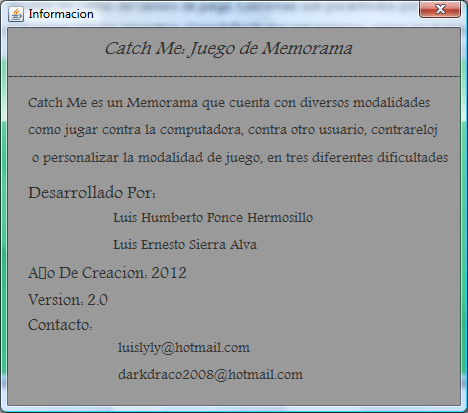 Informacion
Catch Me: Juego de Memorama
Catch Me es un Memorama que cuenta con diversos modalidades
como jugar contra la computadora, contra otro usuario, contrareloj
o personalizar la modalidad de juego, en tres diferentes dificultades
Desarrollado Por:
Luis Humberto Ponce Hermosillo
Luis Ernesto Sierra Alva
A▯o De Creacion: 2012
Version: 2.0
Contacto:
luislyly@hotmail.com
darkdraco2008@hotmail.com